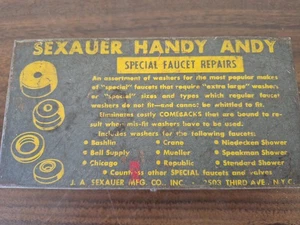 SEXAUER HANDY ANDY
SPECIAL FAUCET REPAIRS
An assortment of washers for the most popular makes
of "special" faucets that require "extra large" washers
or "special" sizes and types which regular faucet
washers do not fit—and cannot be whittled to fit.
Eliminates costly COMEBACKS that are bound to re-
sult when mis-fit washers have to be used.
Includes washers for the following faucets:
• Bashlin • Crane • Niedecken Shower
• Bell Supply • Mueller • Speakman Shower
• Chicago • Republic • Standard Shower
• Countless other SPECIAL faucets and valves
J. A. SEXAUER MFG. CO., INC. - 2503 THIRD AVE., N.Y.C.